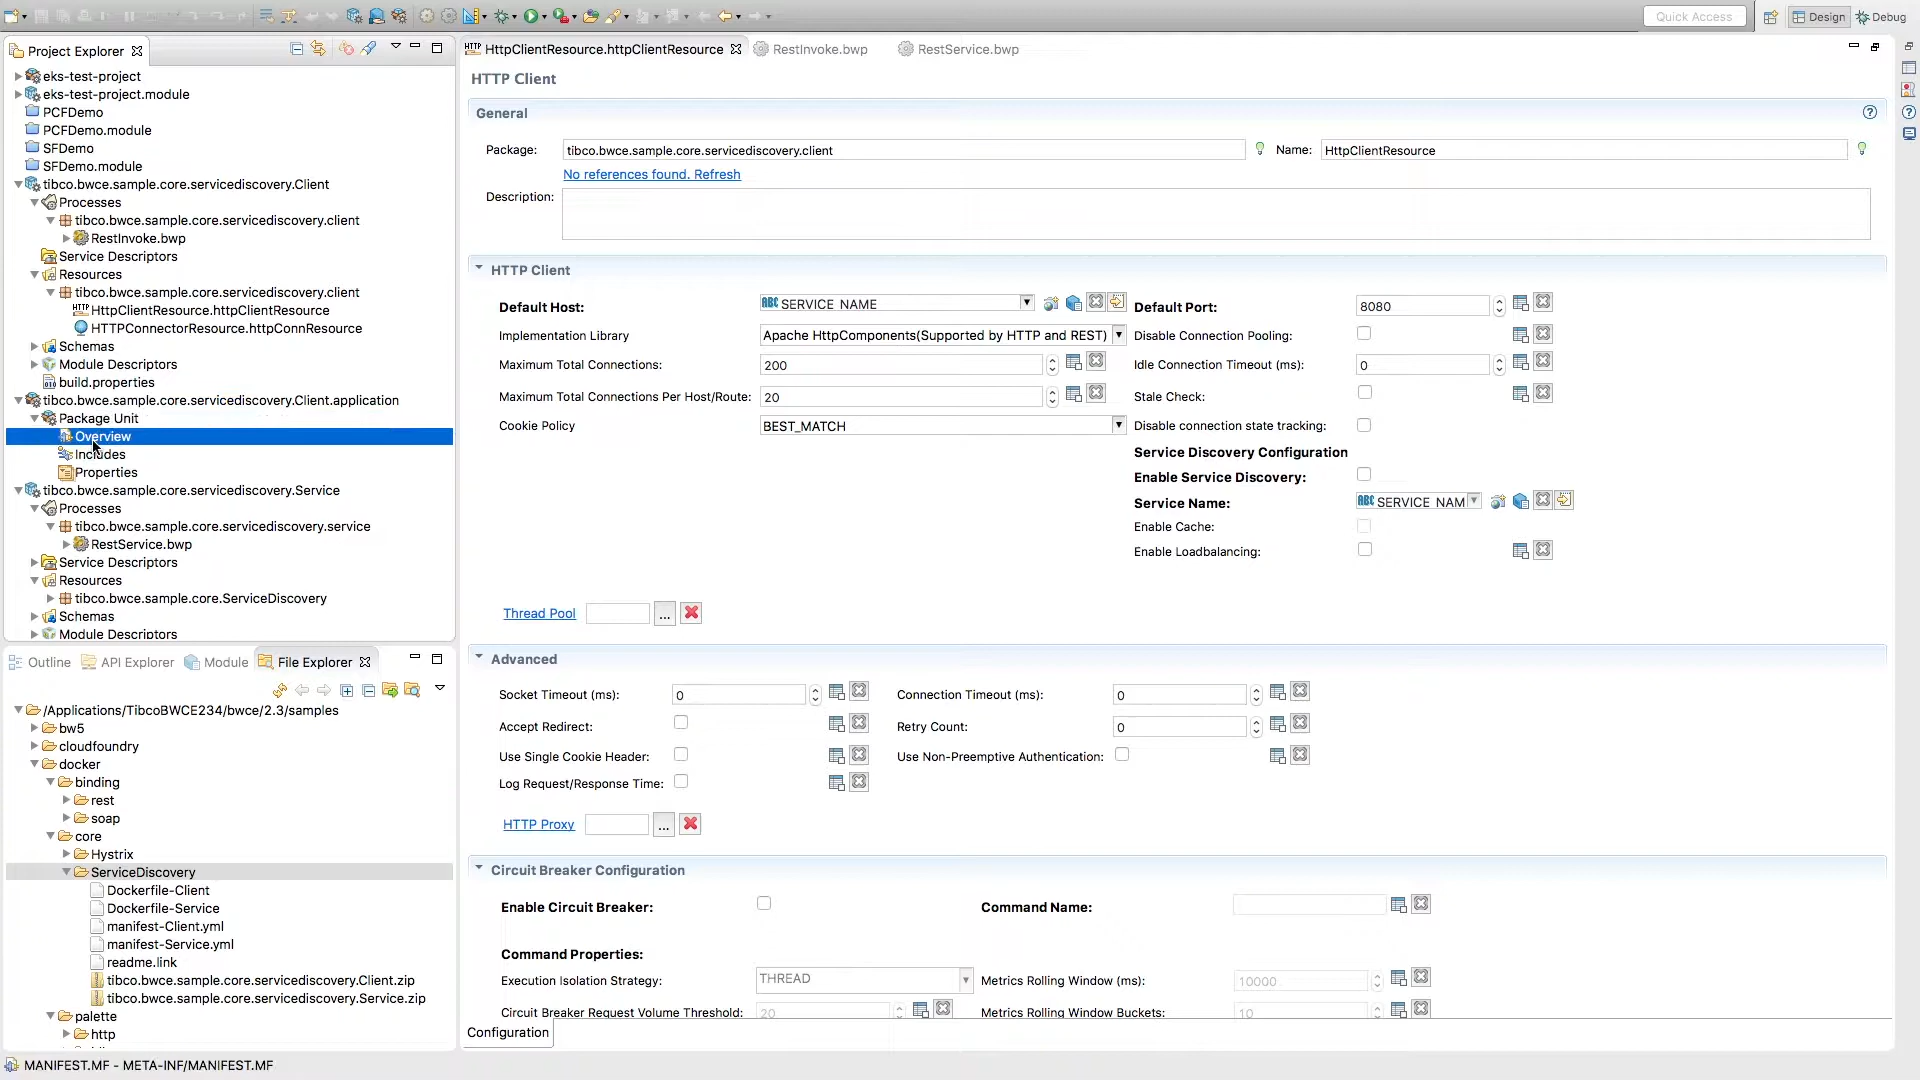 Quick Access
Design
Debug
Project Explorer
HTTP HttpClientResource.httpClientResource
RestInvoke.bwp
RestService.bwp
eks-test-project
eks-test-project.module
PCFDemo
PCFDemo.module
SFDemo
SFDemo.module
tibco.bwce.sample.core.servicediscovery.Client
Processes
tibco.bwce.sample.core.servicediscovery.client
RestInvoke.bwp
Service Descriptors
Resources
tibco.bwce.sample.core.servicediscovery.client
HTTP HttpClientResource.httpClientResource
HTTPConnectorResource.httpConnResource
Schemas
Module Descriptors
build.properties
tibco.bwce.sample.core.servicediscovery.Client.application
Package Unit
Overview
Includes
Properties
tibco.bwce.sample.core.servicediscovery.Service
Processes
tibco.bwce.sample.core.servicediscovery.service
RestService.bwp
Service Descriptors
Resources
tibco.bwce.sample.core.ServiceDiscovery
Schemas
Module Descriptors
Outline
API Explorer
Module
File Explorer
/Applications/TibcoBWCE234/bwce/2.3/samples
bw5
cloudfoundry
docker
binding
rest
soap
core
Hystrix
ServiceDiscovery
Dockerfile-Client
Dockerfile-Service
manifest-Client.yml
manifest-Service.yml
readme.link
tibco.bwce.sample.core.servicediscovery.Client.zip
tibco.bwce.sample.core.servicediscovery.Service.zip
palette
http
MANIFEST.MF - META-INF/MANIFEST.MF
HTTP Client
General
Package: tibco.bwce.sample.core.servicediscovery.client
Name: HttpClientResource
No references found. Refresh
Description:
HTTP Client
Default Host: ABC SERVICE NAME
Default Port: 8080
Implementation Library Apache HttpComponents(Supported by HTTP and REST)
Disable Connection Pooling:
Maximum Total Connections: 200
Idle Connection Timeout (ms): 0
Maximum Total Connections Per Host/Route: 20
Stale Check:
Cookie Policy BEST_MATCH
Disable connection state tracking:
Service Discovery Configuration
Enable Service Discovery:
Service Name: ABC SERVICE NAM
Enable Cache:
Enable Loadbalancing:
Thread Pool ...
Advanced
Socket Timeout (ms): 0
Connection Timeout (ms): 0
Accept Redirect:
Retry Count: 0
Use Single Cookie Header:
Use Non-Preemptive Authentication:
Log Request/Response Time:
HTTP Proxy ...
Circuit Breaker Configuration
Enable Circuit Breaker:
Command Name:
Command Properties:
Execution Isolation Strategy: THREAD
Metrics Rolling Window (ms): 10000
Circuit Breaker Request Volume Threshold: 20
Metrics Rolling Window Buckets: 10
Configuration